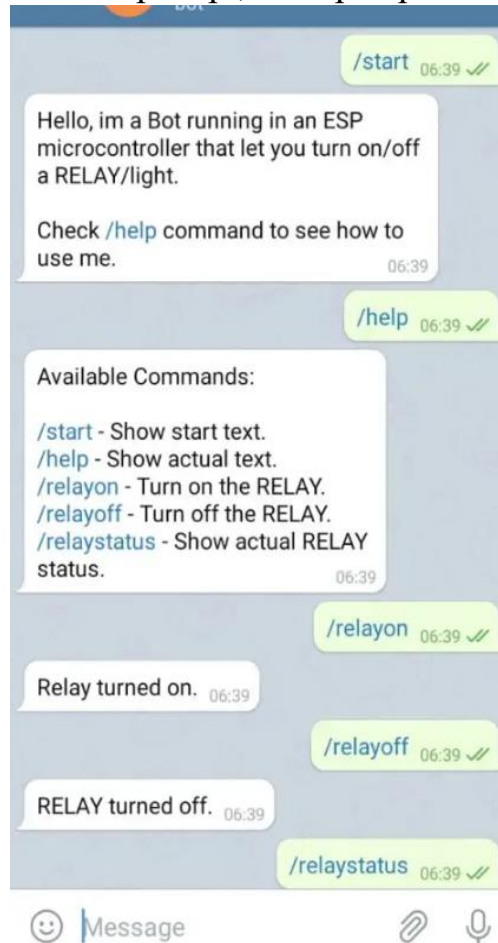 bot
/start 06:39
Hello, im a Bot running in an ESP
microcontroller that let you turn on/off
a RELAY/light.
Check /help command to see how to
use me.
06:39
/help 06:39
Available Commands:
/start - Show start text.
/help - Show actual text.
/relayon - Turn on the RELAY.
/relayoff - Turn off the RELAY.
/relaystatus - Show actual RELAY
status.
06:39
/relayon 06:39
Relay turned on. 06:39
/relayoff 06:39
RELAY turned off. 06:39
/relaystatus 06:39
Message